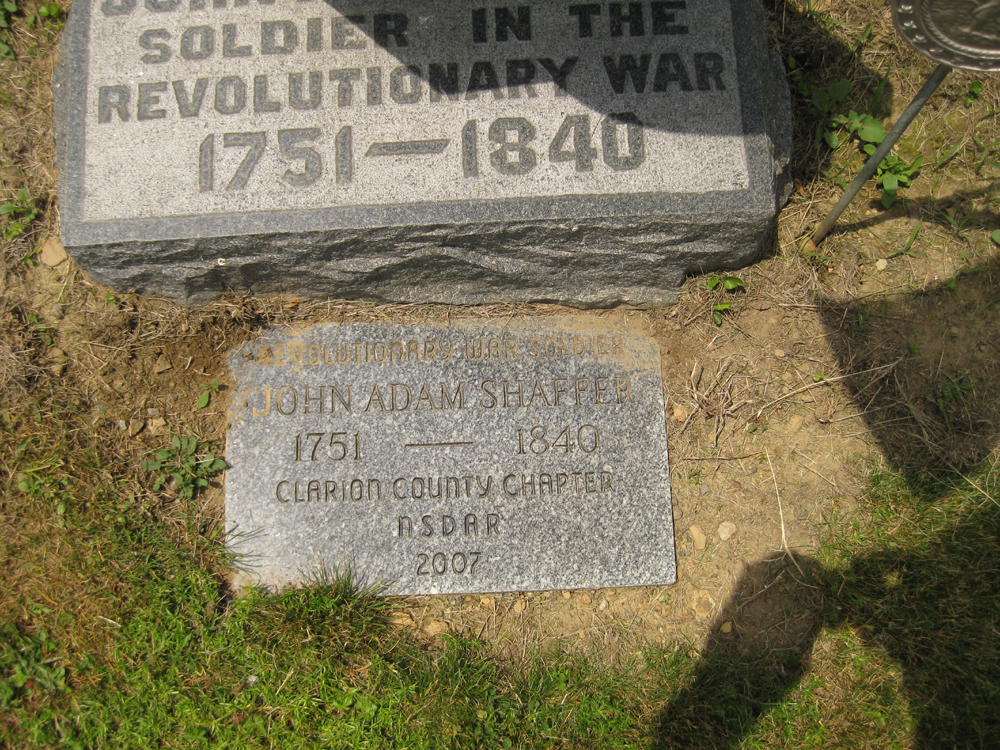 SOLDIER IN THE
REVOLUTIONARY WAR
1751 — 1840
REVOLUTIONARY WAR SOLDIER
JOHN ADAM SHAFFER
1751 — 1840
CLARION COUNTY CHAPTER
NSDAR
2007